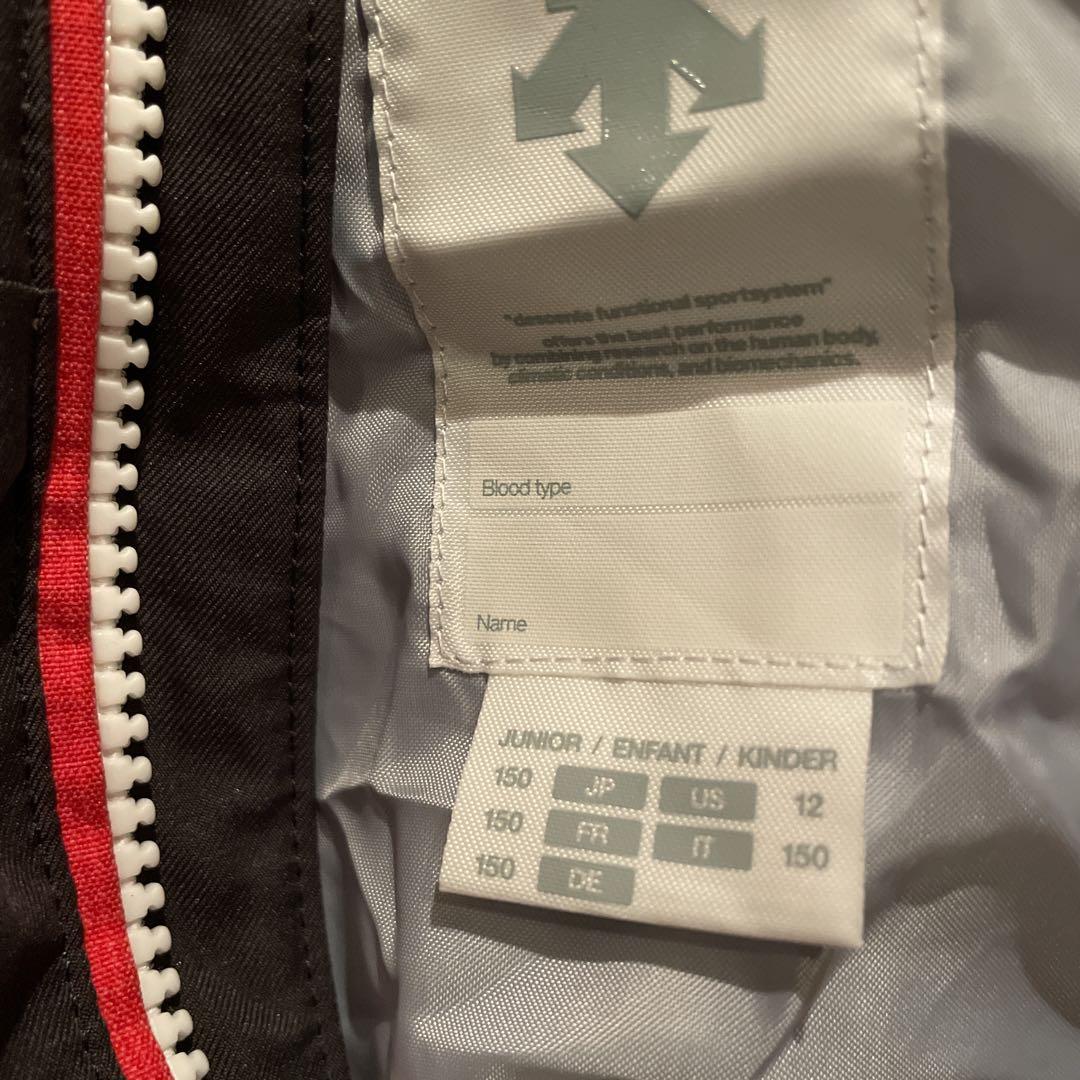 "descente functional sportsystem"
offers the best performance
by combining research on the human body,
climatic conditions, and biomechanics.
Blood type
Name
JUNIOR / ENFANT / KINDER
150 JP US 12
150 FR IT 150
150 DE